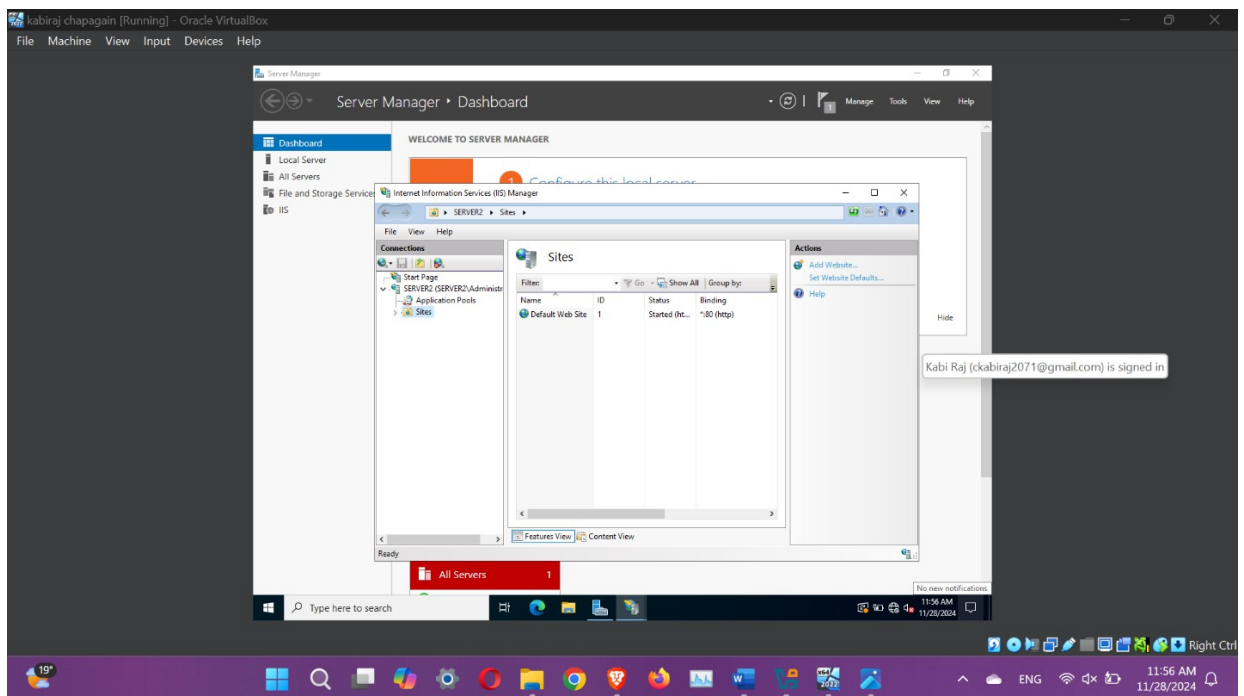 kabiraj chapagain [Running] - Oracle VirtualBox
File Machine View Input Devices Help
Server Manager
Server Manager • Dashboard
1
Manage Tools View Help
Dashboard
Local Server
All Servers
File and Storage Services
IIS
WELCOME TO SERVER MANAGER
1 Configure this local server
Internet Information Services (IIS) Manager
SERVER2 Sites
File View Help
Connections
Start Page
SERVER2 (SERVER2\Administr
Application Pools
Sites
Sites
Filter: Go Show All Group by:
Name ID Status Binding
Default Web Site 1 Started (ht... *:80 (http)
Features View Content View
Actions
Add Website...
Set Website Defaults...
Help
Ready
Hide
Kabi Raj (ckabiraj2071@gmail.com) is signed in
All Servers 1
No new notifications
Type here to search
11:56 AM
11/28/2024
Right Ctrl
19°
2022
ENG
11:56 AM
11/28/2024